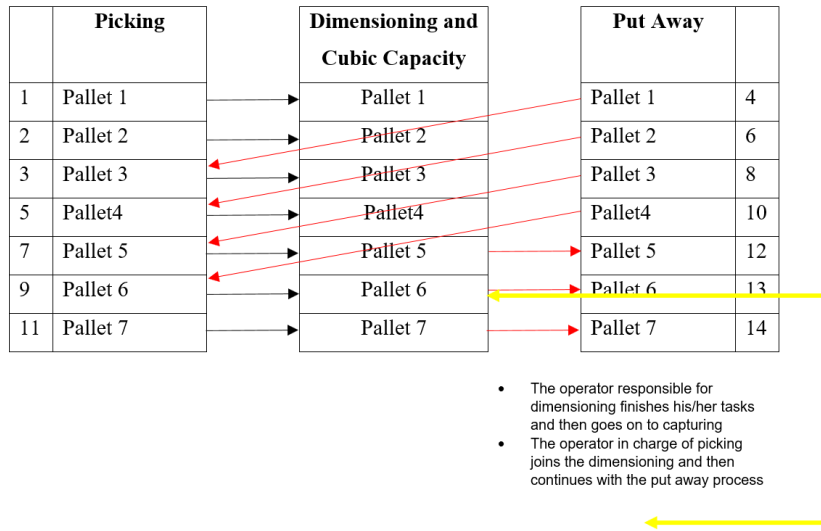 Picking
Dimensioning and
Cubic Capacity
Put Away
1 Pallet 1 Pallet 1 Pallet 1 4
2 Pallet 2 Pallet 2 Pallet 2 6
3 Pallet 3 Pallet 3 Pallet 3 8
5 Pallet4 Pallet4 Pallet4 10
7 Pallet 5 Pallet 5 Pallet 5 12
9 Pallet 6 Pallet 6 Pallet 6 13
11 Pallet 7 Pallet 7 Pallet 7 14
• The operator responsible for
dimensioning finishes his/her tasks
and then goes on to capturing
• The operator in charge of picking
joins the dimensioning and then
continues with the put away process